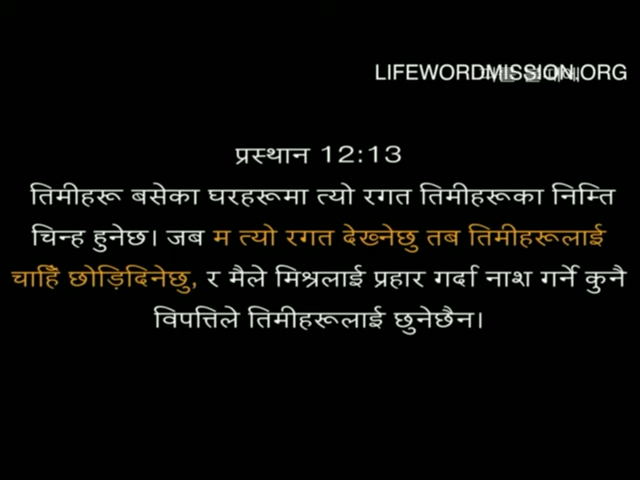 LIFEWORDMISSION.ORG
प्रस्थान 12:13
तिमीहरू बसेका घरहरूमा त्यो रगत तिमीहरूका निम्ति
चिन्ह हुनेछ। जब म त्यो रगत देख्नेछु तब तिमीहरूलाई
चाहिँ छोड़िदिनेछु, र मैले मिश्रलाई प्रहार गर्दा नाश गर्ने कुनै
विपत्तिले तिमीहरूलाई छुनेछैन।